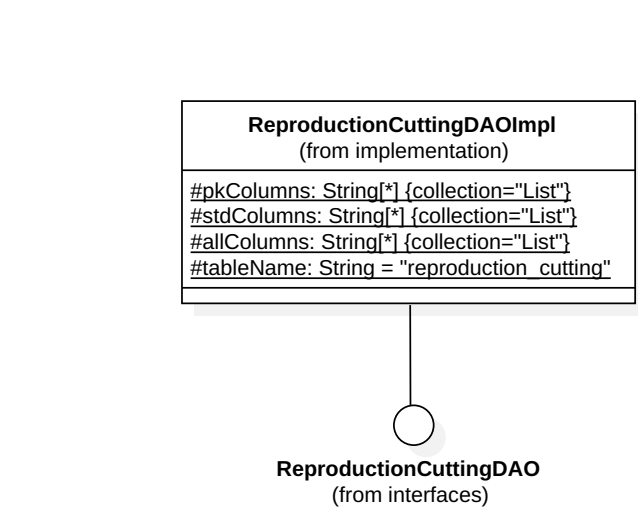 ReproductionCuttingDAOImpl
(from implementation)
#pkColumns: String[*] {collection="List"}
#stdColumns: String[*] {collection="List"}
#allColumns: String[*] {collection="List"}
#tableName: String = "reproduction_cutting"
ReproductionCuttingDAO
(from interfaces)